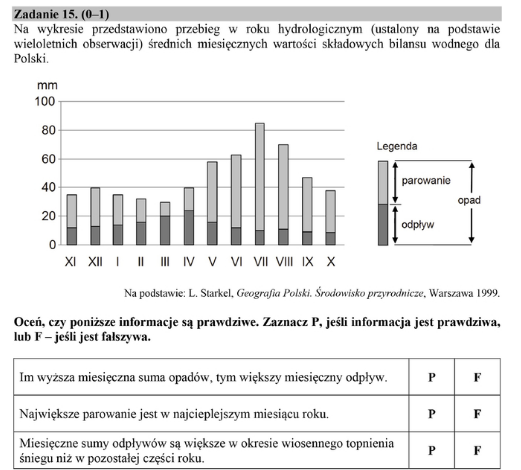 Zadanie 15. (0–1)
Na wykresie przedstawiono przebieg w roku hydrologicznym (ustalony na podstawie
wieloletnich obserwacji) średnich miesięcznych wartości składowych bilansu wodnego dla
Polski.
mm
100
80
60
40
20
0
XI XII I II III IV V VI VII VIII IX X
Legenda
parowanie
opad
odpływ
Na podstawie: L. Starkel, Geografia Polski. Środowisko przyrodnicze, Warszawa 1999.
Oceń, czy poniższe informacje są prawdziwe. Zaznacz P, jeśli informacja jest prawdziwa,
lub F – jeśli jest fałszywa.
Im wyższa miesięczna suma opadów, tym większy miesięczny odpływ. P F
Największe parowanie jest w najcieplejszym miesiącu roku. P F
Miesięczne sumy odpływów są większe w okresie wiosennego topnienia
śniegu niż w pozostałej części roku. P F